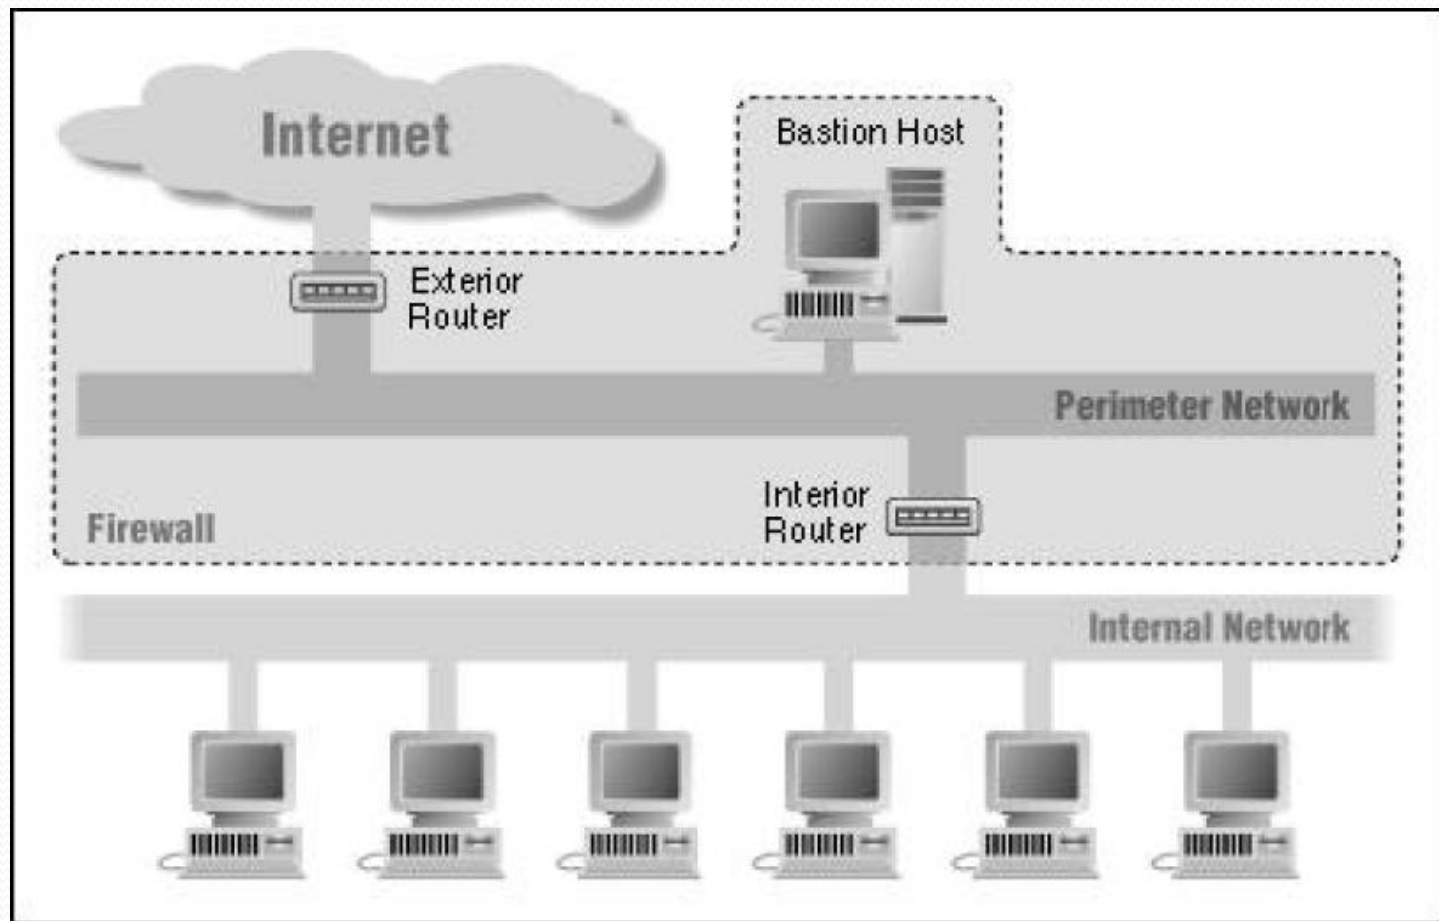 Internet
Bastion Host
Exterior
Router
Perimeter Network
Interior
Router
Firewall
Internal Network